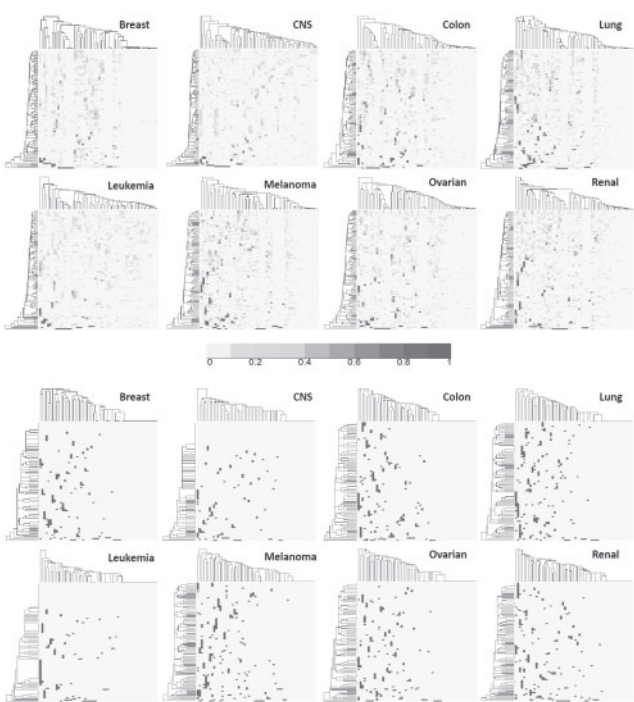 Breast CNS Colon Lung
Leukemia Melanoma Ovarian Renal
0 0.2 0.4 0.6 0.8 1
Breast CNS Colon Lung
Leukemia Melanoma Ovarian Renal